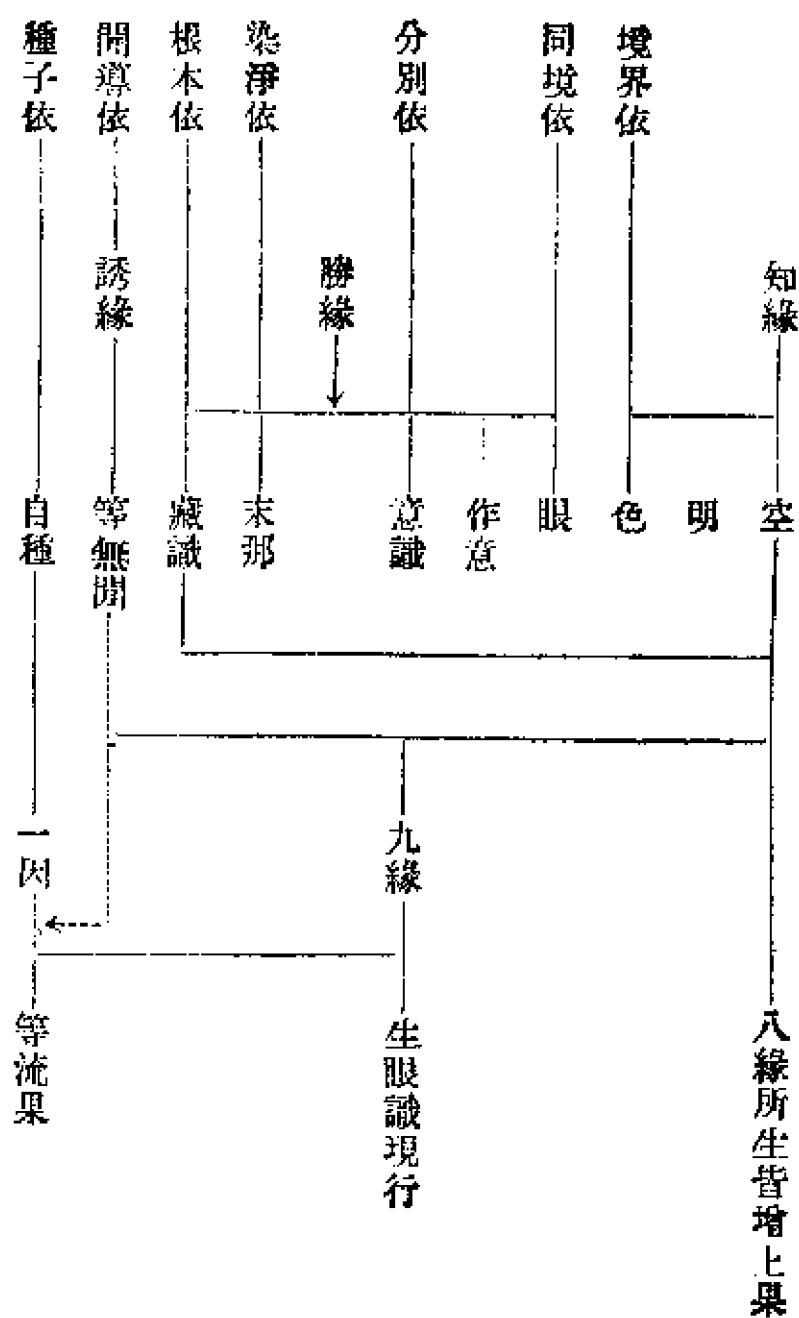 境界依
同境依
分別依
染淨依
根本依
開導依
種子依
知緣
勝緣
誘緣
空
明
色
眼
作意
意識
末那
藏識
等無間
自種
九緣
一因
八緣所生皆增上果
生眼識現行
等流果